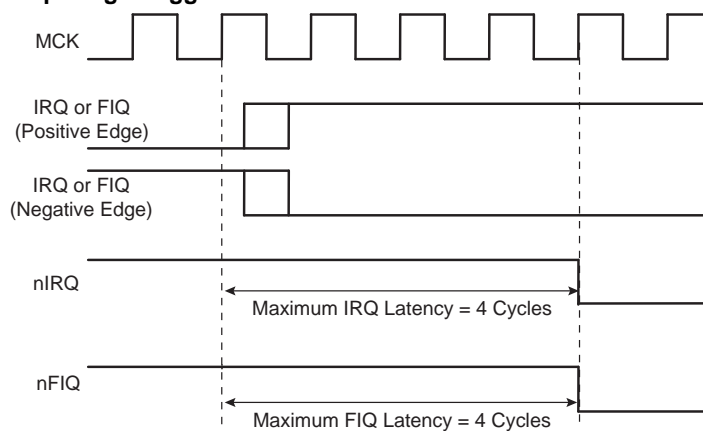 MCK
IRQ or FIQ
(Positive Edge)
IRQ or FIQ
(Negative Edge)
nIRQ
Maximum IRQ Latency = 4 Cycles
nFIQ
Maximum FIQ Latency = 4 Cycles